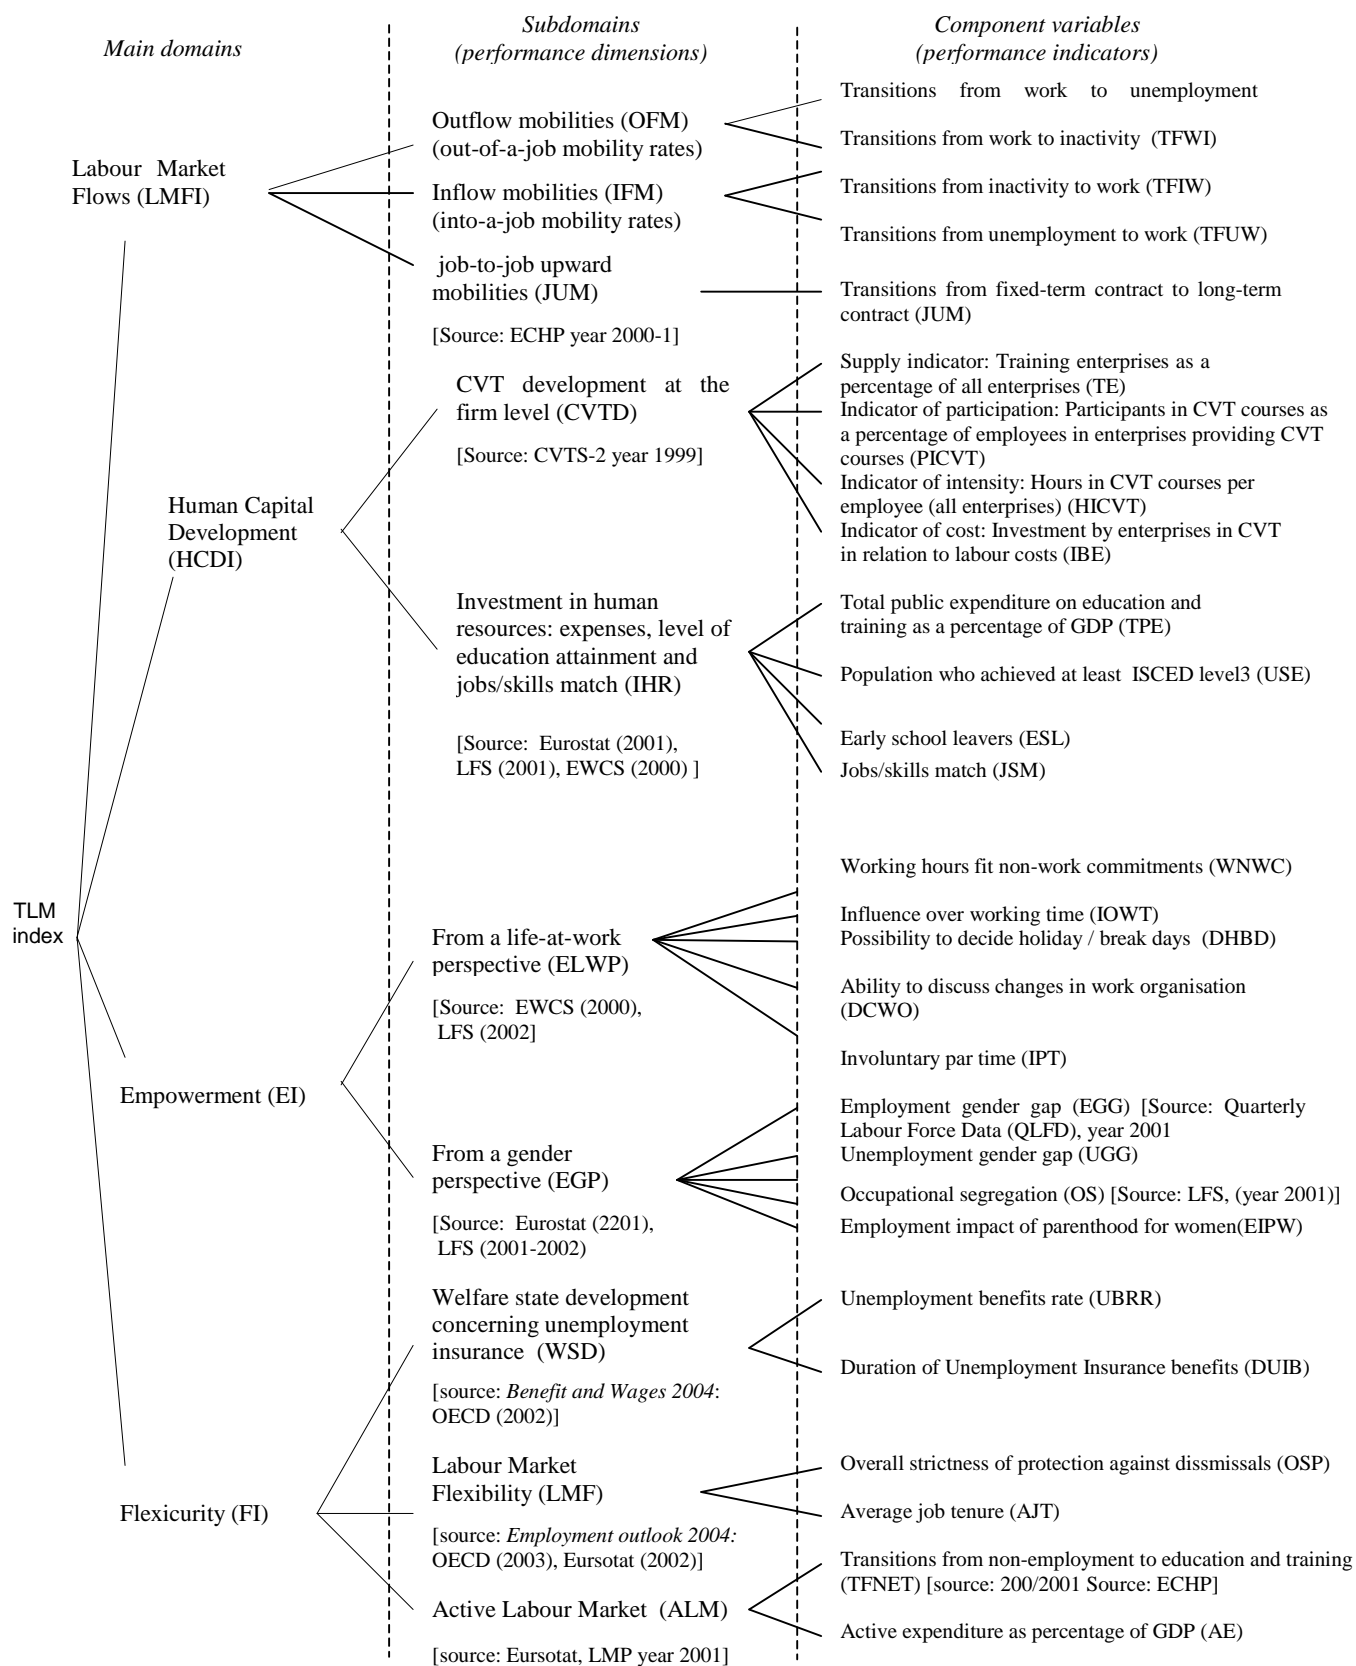 Main domains
Subdomains
(performance dimensions)
Component variables
(performance indicators)
TLM
index
Labour Market
Flows (LMFI)
Outflow mobilities (OFM)
(out-of-a-job mobility rates)
Transitions from work to unemployment
Transitions from work to inactivity (TFWI)
Inflow mobilities (IFM)
(into-a-job mobility rates)
Transitions from inactivity to work (TFIW)
Transitions from unemployment to work (TFUW)
job-to-job upward
mobilities (JUM)
[Source: ECHP year 2000-1]
Transitions from fixed-term contract to long-term
contract (JUM)
Human Capital
Development
(HCDI)
CVT development at the
firm level (CVTD)
[Source: CVTS-2 year 1999]
Supply indicator: Training enterprises as a
percentage of all enterprises (TE)
Indicator of participation: Participants in CVT courses as
a percentage of employees in enterprises providing CVT
courses (PICVT)
Indicator of intensity: Hours in CVT courses per
employee (all enterprises) (HICVT)
Indicator of cost: Investment by enterprises in CVT
in relation to labour costs (IBE)
Investment in human
resources: expenses, level of
education attainment and
jobs/skills match (IHR)
[Source: Eurostat (2001),
LFS (2001), EWCS (2000) ]
Total public expenditure on education and
training as a percentage of GDP (TPE)
Population who achieved at least ISCED level3 (USE)
Early school leavers (ESL)
Jobs/skills match (JSM)
Empowerment (EI)
From a life-at-work
perspective (ELWP)
[Source: EWCS (2000),
LFS (2002]
Working hours fit non-work commitments (WNWC)
Influence over working time (IOWT)
Possibility to decide holiday / break days (DHBD)
Ability to discuss changes in work organisation
(DCWO)
Involuntary par time (IPT)
From a gender
perspective (EGP)
[Source: Eurostat (2201),
LFS (2001-2002)
Employment gender gap (EGG) [Source: Quarterly
Labour Force Data (QLFD), year 2001
Unemployment gender gap (UGG)
Occupational segregation (OS) [Source: LFS, (year 2001)]
Employment impact of parenthood for women(EIPW)
Flexicurity (FI)
Welfare state development
concerning unemployment
insurance (WSD)
[source: Benefit and Wages 2004:
OECD (2002)]
Unemployment benefits rate (UBRR)
Duration of Unemployment Insurance benefits (DUIB)
Labour Market
Flexibility (LMF)
[source: Employment outlook 2004:
OECD (2003), Eursotat (2002)]
Overall strictness of protection against dissmissals (OSP)
Average job tenure (AJT)
Active Labour Market (ALM)
[source: Eursotat, LMP year 2001]
Transitions from non-employment to education and training
(TFNET) [source: 200/2001 Source: ECHP]
Active expenditure as percentage of GDP (AE)